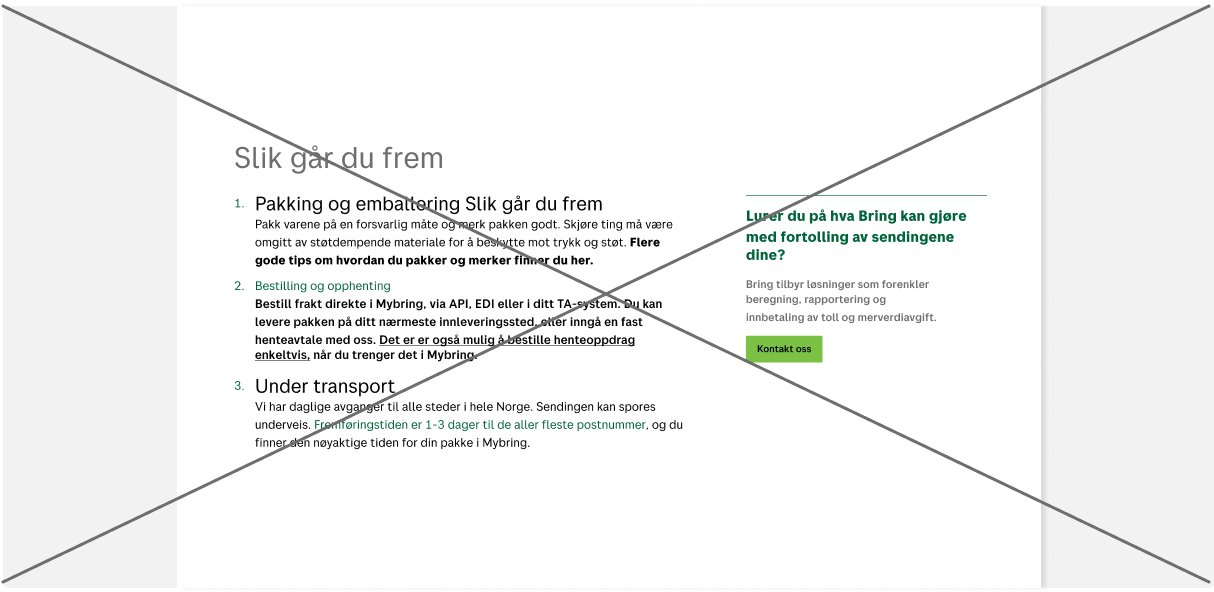 Slik går du frem
1. Pakking og emballering Slik går du frem
Pakk varene på en forsvarlig måte og merk pakken godt. Skjøre ting må være
omgitt av støtdempende materiale for å beskytte mot trykk og støt. Flere
gode tips om hvordan du pakker og merker finner du her.
2. Bestilling og opphenting
Bestill frakt direkte i Mybring, via API, EDI eller i ditt TA-system. Du kan
levere pakken på ditt nærmeste innleveringssted, eller inngå en fast
henteavtale med oss. Det er er også mulig å bestille henteoppdrag
enkeltvis, når du trenger det i Mybring.
3. Under transport
Vi har daglige avganger til alle steder i hele Norge. Sendingen kan spores
underveis. Fremføringstiden er 1-3 dager til de aller fleste postnummer, og du
finner den nøyaktige tiden for din pakke i Mybring.
Lurer du på hva Bring kan gjøre
med fortolling av sendingene
dine?
Bring tilbyr løsninger som forenkler
beregning, rapportering og
innbetaling av toll og merverdiavgift.
Kontakt oss